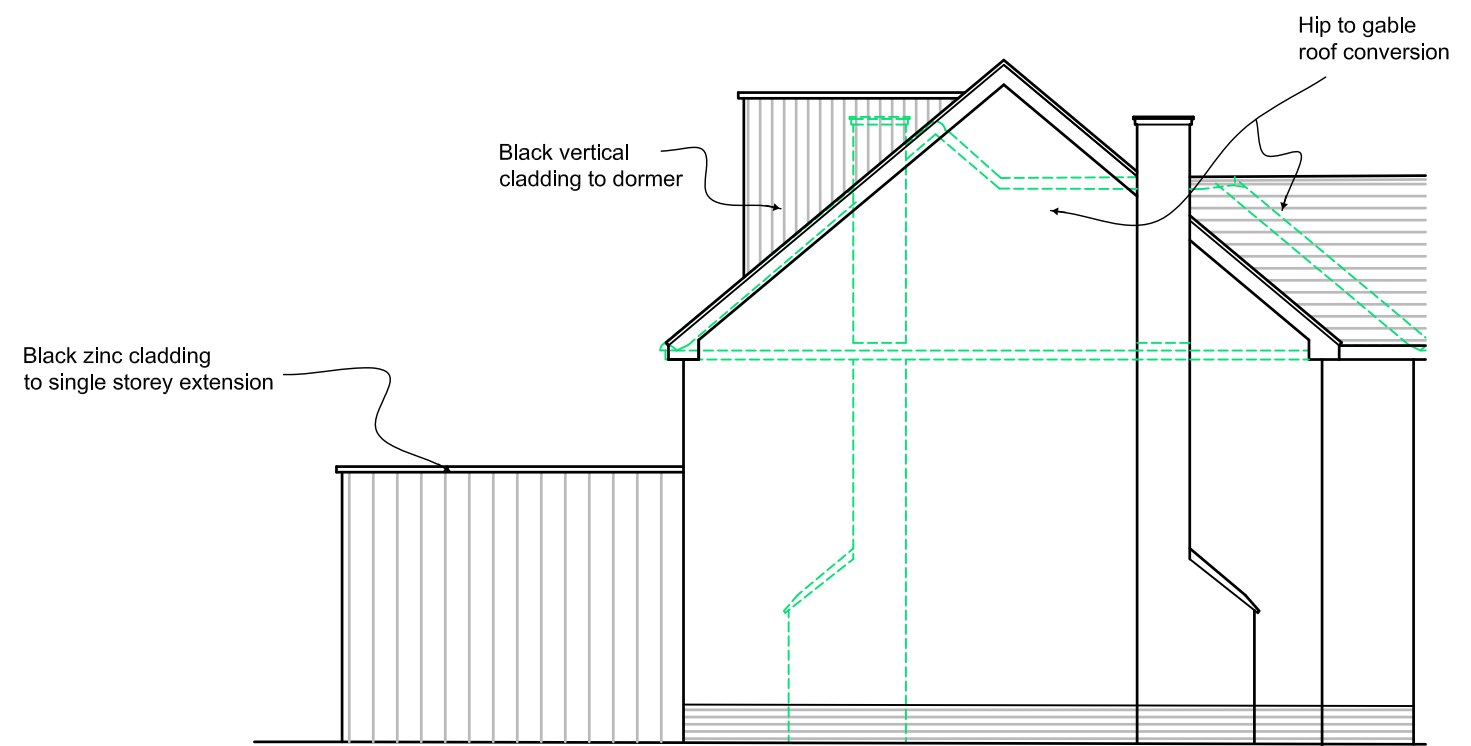 Hip to gable
roof conversion
Black vertical
cladding to dormer
Black zinc cladding
to single storey extension